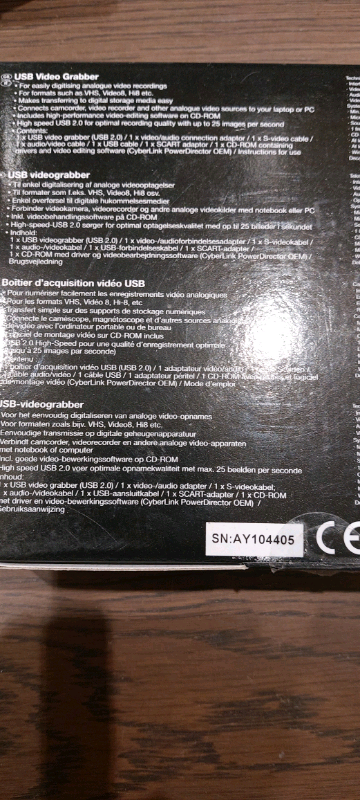 GB
USB Video Grabber
• For easily digitising analogue video recordings
• For formats such as VHS, Video8, Hi8 etc.
• Makes transferring to digital storage media easy
• Connects camcorder, video recorder and other analogue video sources to your laptop or PC
• Includes high-performance video-editing software on CD-ROM
• High speed USB 2.0 for optimal recording quality with up to 25 images per second
• Contents:
1 x USB video grabber (USB 2.0) / 1 x video/audio connection adaptor / 1 x S-video cable /
1 x audio/video cable / 1 x USB cable / 1 x SCART adaptor / 1 x CD-ROM containing
drivers and video editing software (CyberLink PowerDirector OEM) / Instructions for use
USB videograbber
• Til enkel digitalisering af analoge videooptagelser
• Til formater som f.eks. VHS, Video8, Hi8 osv.
Enkel overførsel til digitale hukommelsesmedier
• Forbinder videokamera, videorecorder og andre analoge videokilder med notebook eller PC
• Inkl. videobehandlingssoftware på CD-ROM
• High-speed-USB 2.0 sørger for optimal optagelseskvalitet med op til 25 billeder i sekundet
• Indhold:
1 x USB videograbber (USB 2.0) / 1 x video-/audioforbindelsesadapter / 1 x S-videokabel /
1 x audio-/videokabel / 1 x USB-forbindelseskabel / 1 x SCART-adapter /
1 x CD-ROM med driver og videobearbejdningssoftware (CyberLink PowerDirector OEM) /
Brugsvejledning
Boîtier d'acquisition vidéo USB
• Pour numériser facilement les enregistrements vidéo analogiques
Pour les formats VHS, Vidéo 8, Hi-8, etc
Transfert simple sur des supports de stockage numériques
Connecte le caméscope, magnétoscope et d'autres sources
de vidéo avec l'ordinateur portable ou de bureau
de montage vidéo sur CD-ROM inclus
USB 2.0 High-Speed pour une qualité d'enregistrement optimale
(jusqu'à 25 images par seconde)
boîtier d'acquisition vidéo USB (USB 2.0) / 1 adaptateur
câble audio/vidéo / 1 câble USB / 1 adaptateur péritel / 1 CD-ROM logiciel
de montage vidéo (CyberLink PowerDirector OEM) / Mode d'emploi
USB-videograbber
Voor het eenvoudig digitaliseren van analoge video-opnames
Voor formaten zoals bijv. VHS, Video8, Hi8 enz.
Eenvoudige transmissie op digitale geheugenapparatuur
Verbindt camcorder, videorecorder en andere analoge video-apparaten
met notebook of computer
Incl. goede video-bewerkingssoftware op CD-ROM
High speed USB 2.0 voor optimale opnamekwaliteit met max. 25 beelden per seconde
Inhoud:
1 x USB video grabber (USB 2.0) / 1 x video-/audio adapter / 1 x S-videokabel;
1 x audio-/videokabel / 1 x USB-aansluitkabel / 1 x SCART-adapter / 1 x CD-ROM
met driver en video-bewerkingssoftware (CyberLink PowerDirector OEM) /
Gebruiksaanwijzing
SN:AY104405
CE